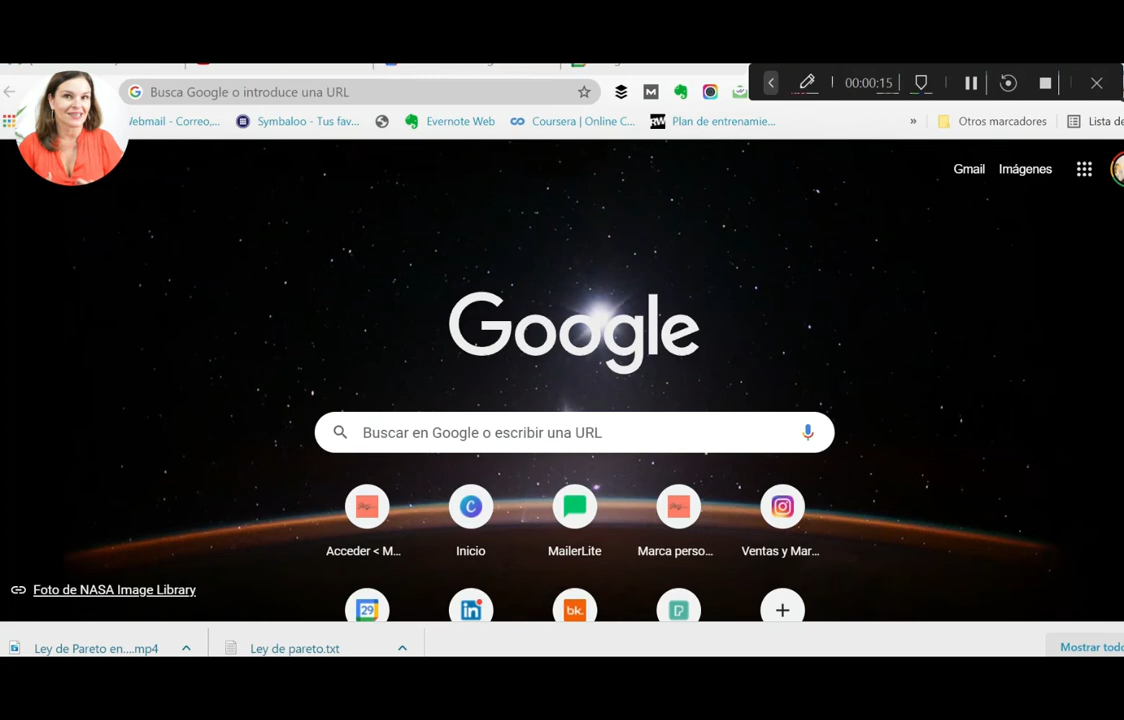 Busca Google o introduce una URL
00:00:15
Webmail - Correo,...
Symbaloo - Tus fav...
Evernote Web
Coursera | Online C...
RW
Plan de entrenamie...
»
Otros marcadores
Lista de
Gmail
Imágenes
Google
Buscar en Google o escribir una URL
Acceder < M...
Inicio
MailerLite
Marca perso...
Ventas y Mar...
29
in
bk.
Foto de NASA Image Library
Ley de Pareto en....mp4
Ley de pareto.txt
Mostrar todo